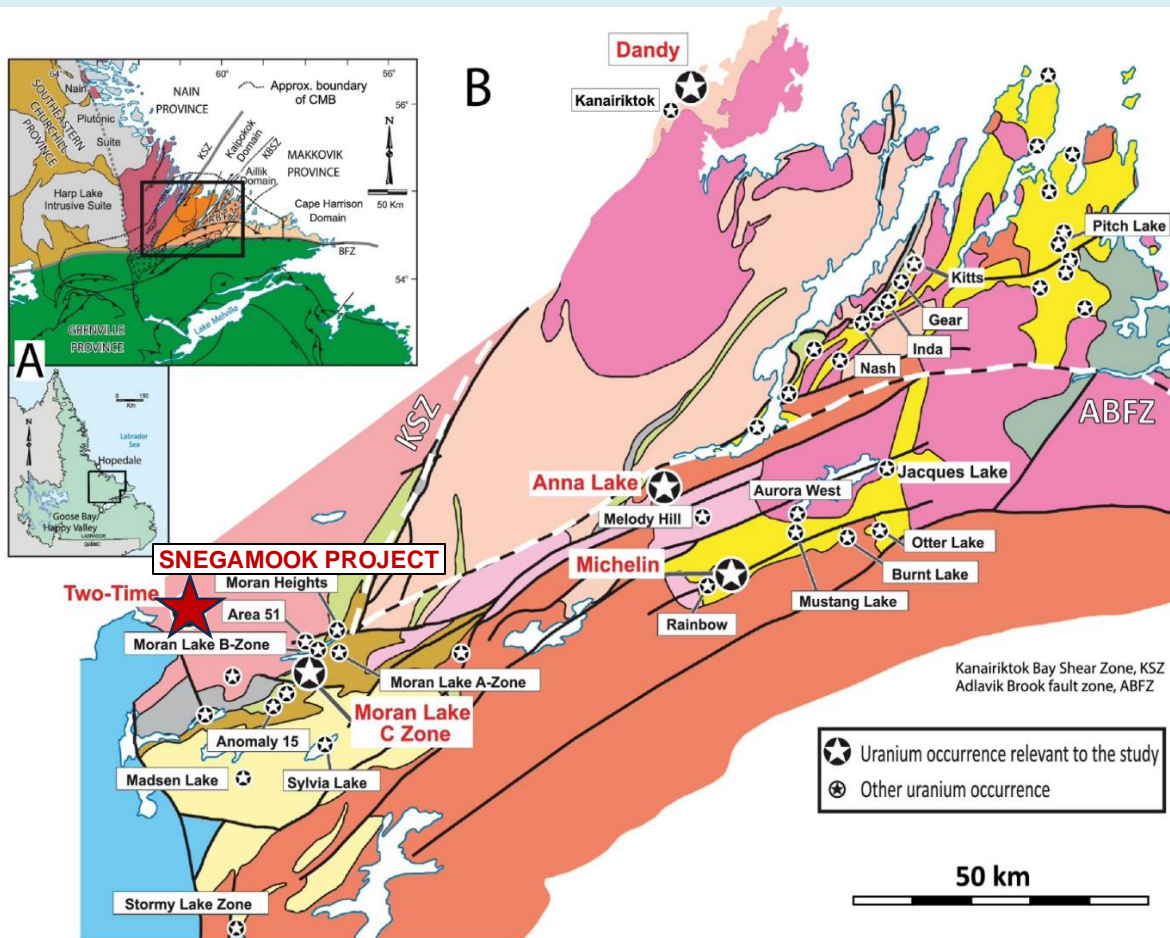 A
64°
60°
56°
Nain
Plutonic
Suite
SOUTHEASTERN
CHURCHILL
PROVINCE
NAIN
PROVINCE
Approx. boundary
of CMB
56°
N
KSZ
Kaipokok
Domain
KBSZ
MAKKOVIK
PROVINCE
Aillik
Domain
50 Km
Harp Lake
Intrusive Suite
ABFZ
Cape Harrison
Domain
BFZ
54°
Lake Melville
GRENVILLE
PROVINCE
N
0 150
Km
Labrador
Sea
Hopedale
Goose Bay/
Happy Valley
LABRADOR
QUÉBEC
B
Dandy
Kanairiktok
Pitch Lake
Kitts
Gear
Inda
Nash
KSZ
ABFZ
Anna Lake
Jacques Lake
Aurora West
Melody Hill
Otter Lake
Michelin
Burnt Lake
Mustang Lake
Rainbow
SNEGAMOOK PROJECT
Moran Heights
Two-Time
Area 51
Moran Lake B-Zone
Moran Lake A-Zone
Moran Lake
C Zone
Anomaly 15
Madsen Lake
Sylvia Lake
Stormy Lake Zone
Kanairiktok Bay Shear Zone, KSZ
Adlavik Brook fault zone, ABFZ
Uranium occurrence relevant to the study
Other uranium occurrence
50 km